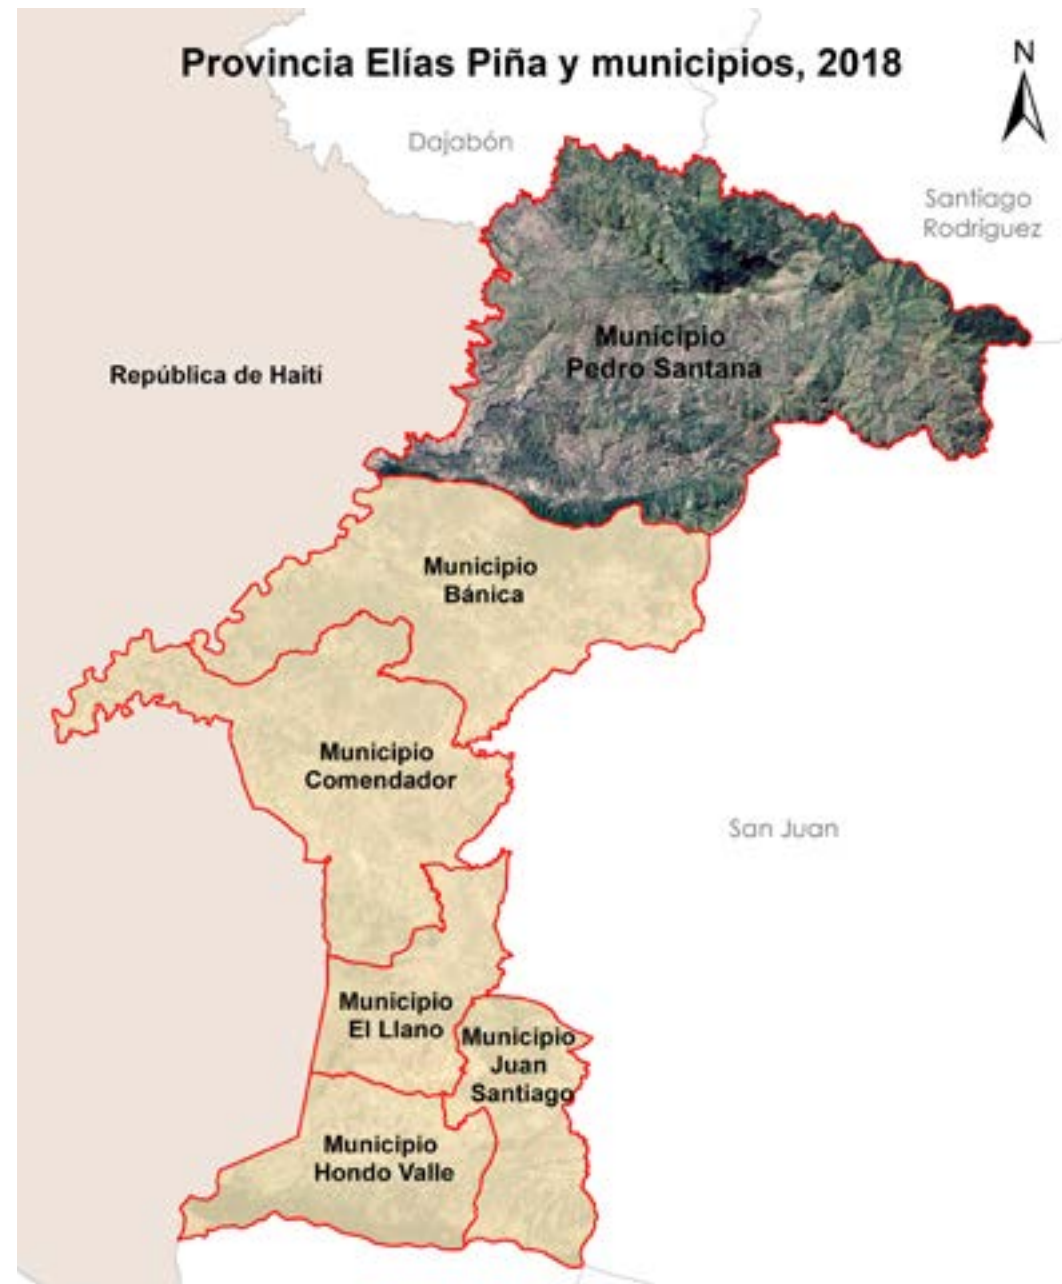 Provincia Elías Piña y municipios, 2018
N
Dajabón
Santiago
Rodríguez
Municipio
Pedro Santana
República de Haití
Municipio
Bánica
Municipio
Comendador
San Juan
Municipio
El Llano
Municipio
Juan
Santiago
Municipio
Hondo Valle